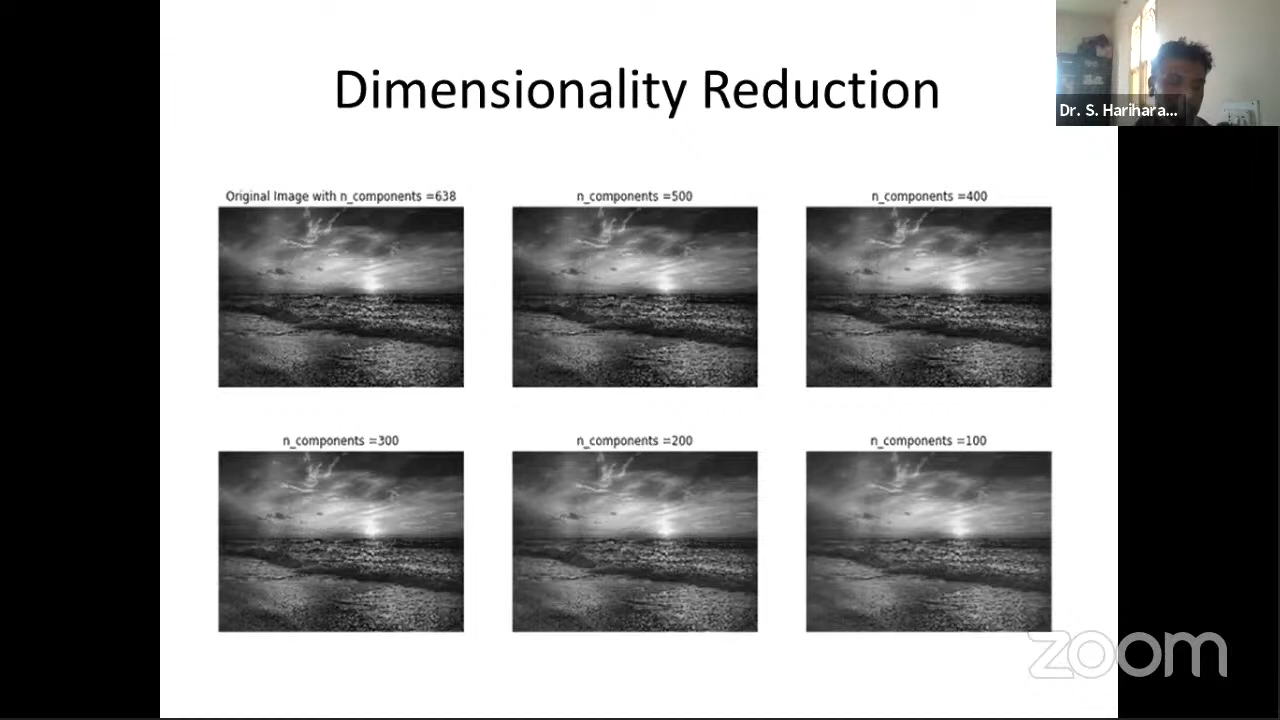 Dimensionality Reduction
Dr. S. Harihara...
Original Image with n_components =638
n_components =500
n_components =400
n_components =300
n_components =200
n_components =100
zoom